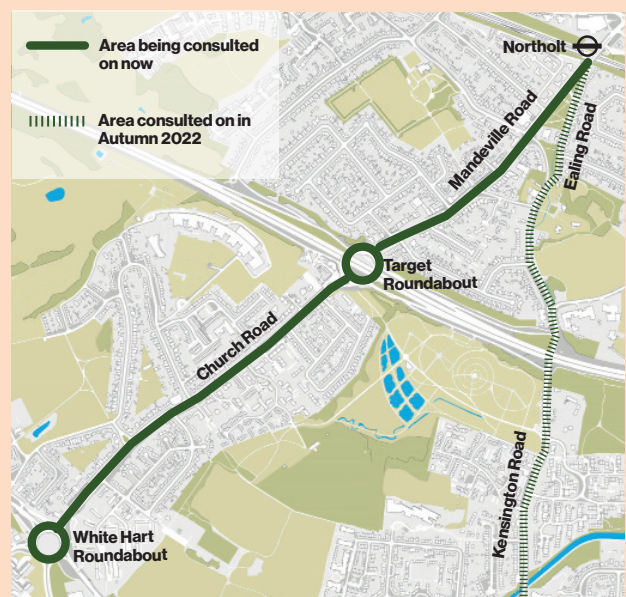 Area being consulted
on now
Area consulted on in
Autumn 2022
Northolt
Mandeville Road
Ealing Road
Target
Roundabout
Church Road
Kensington Road
White Hart
Roundabout